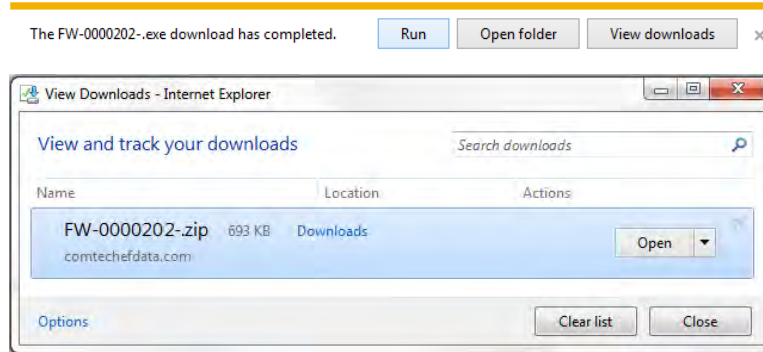 The FW-0000202-.exe download has completed. Run Open folder View downloads ×
View Downloads - Internet Explorer
View and track your downloads Search downloads
Name Location Actions
FW-0000202-.zip 693 KB Downloads Open
comtechefdata.com
Options Clear list Close